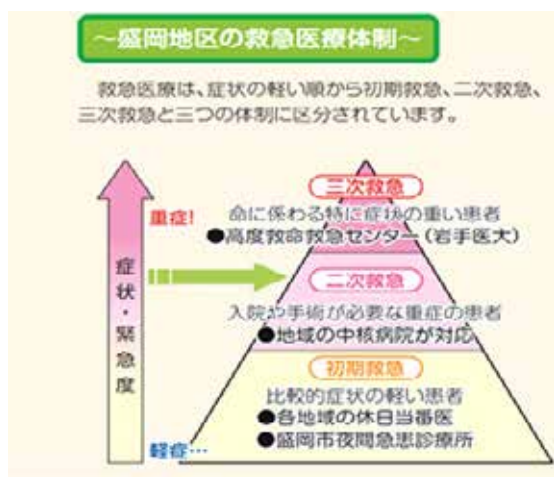 ～盛岡地区の救急医療体制～
救急医療は、症状の軽い順から初期救急、二次救急、
三次救急と三つの体制に区分されています。
重症!
症状・緊急度
軽症…
三次救急
命に係わる特に症状の重い患者
●高度救命救急センター(岩手医大)
二次救急
入院や手術が必要な重症の患者
●地域の中核病院が対応
初期救急
比較的症状の軽い患者
●各地域の休日当番医
●盛岡市夜間急患診療所